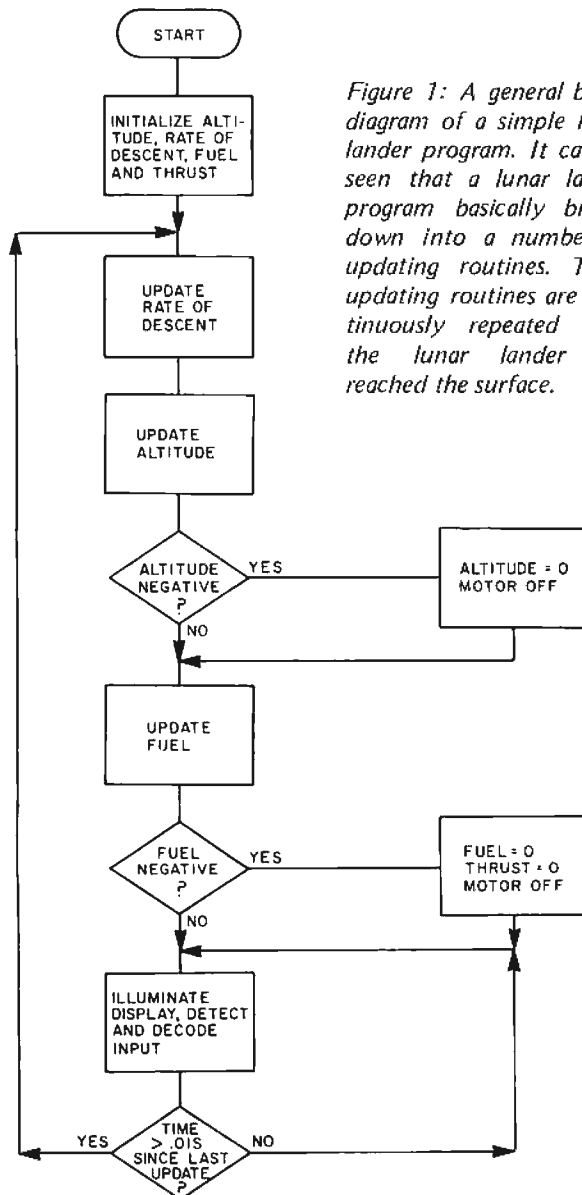 START
INITIALIZE ALTI-
TUDE, RATE OF
DESCENT, FUEL
AND THRUST
Figure 1: A general b
diagram of a simple
lander program. It ca
seen that a lunar la
program basically br
down into a number
updating routines. T
updating routines are
tinuously repeated
the lunar lander
reached the surface.
UPDATE
RATE OF
DESCENT
UPDATE
ALTITUDE
ALTITUDE
NEGATIVE
?
YES
NO
ALTITUDE = 0
MOTOR OFF
UPDATE
FUEL
FUEL
NEGATIVE
?
YES
NO
FUEL = 0
THRUST = 0
MOTOR OFF
ILLUMINATE
DISPLAY, DETECT
AND DECODE
INPUT
YES
TIME
> .01S
SINCE LAST
UPDATE
?
NO